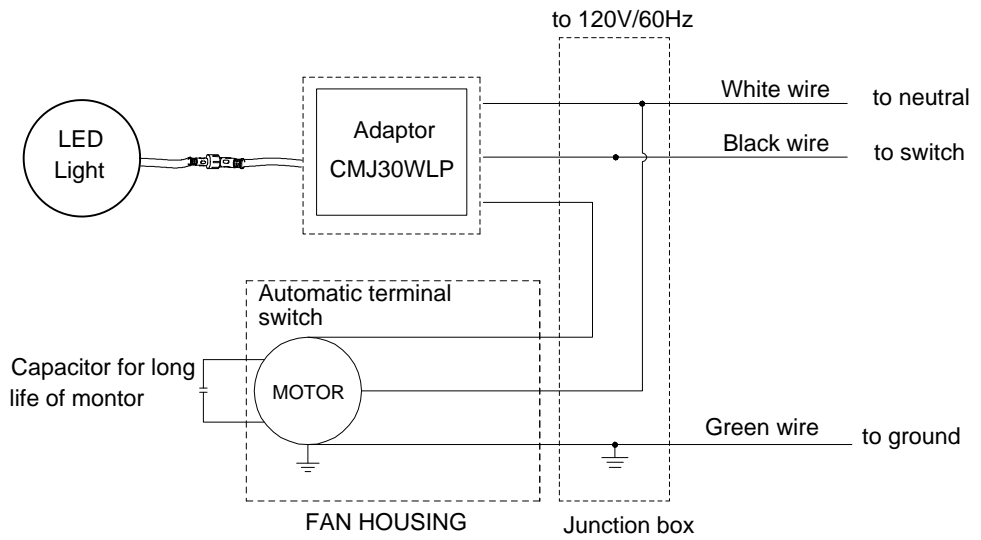 to 120V/60Hz
White wire
to neutral
LED
Light
Adaptor
CMJ30WLP
Black wire
to switch
Automatic terminal
switch
Capacitor for long
life of montor
MOTOR
Green wire
to ground
FAN HOUSING
Junction box